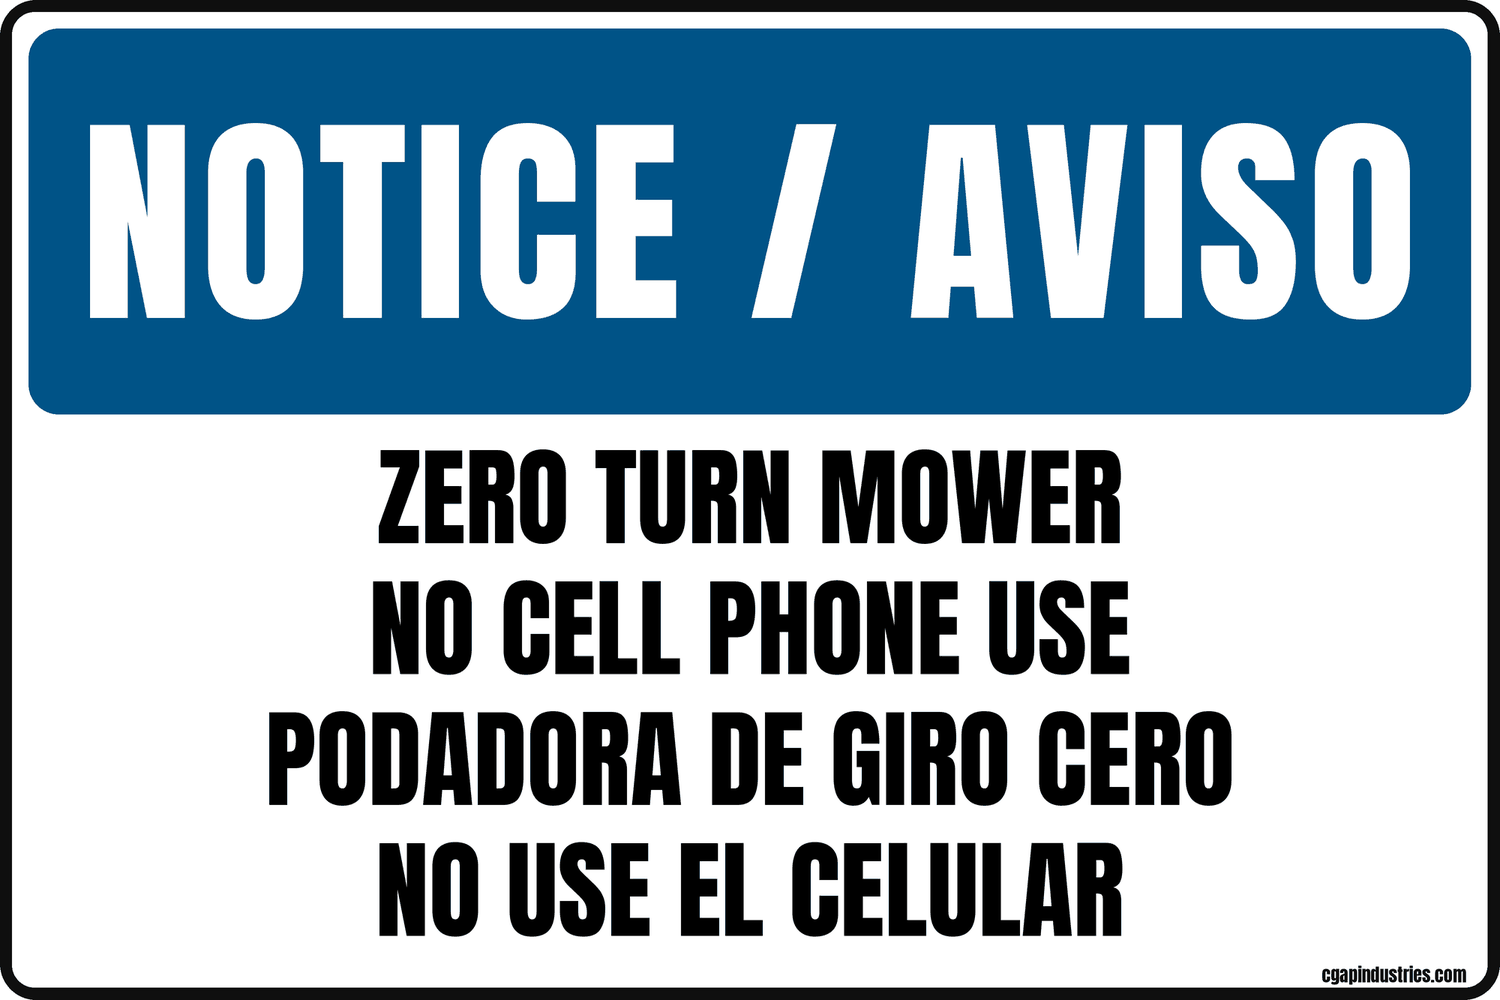 NOTICE / AVISO
ZERO TURN MOWER
NO CELL PHONE USE
PODADORA DE GIRO CERO
NO USE EL CELULAR
cgapindustries.com